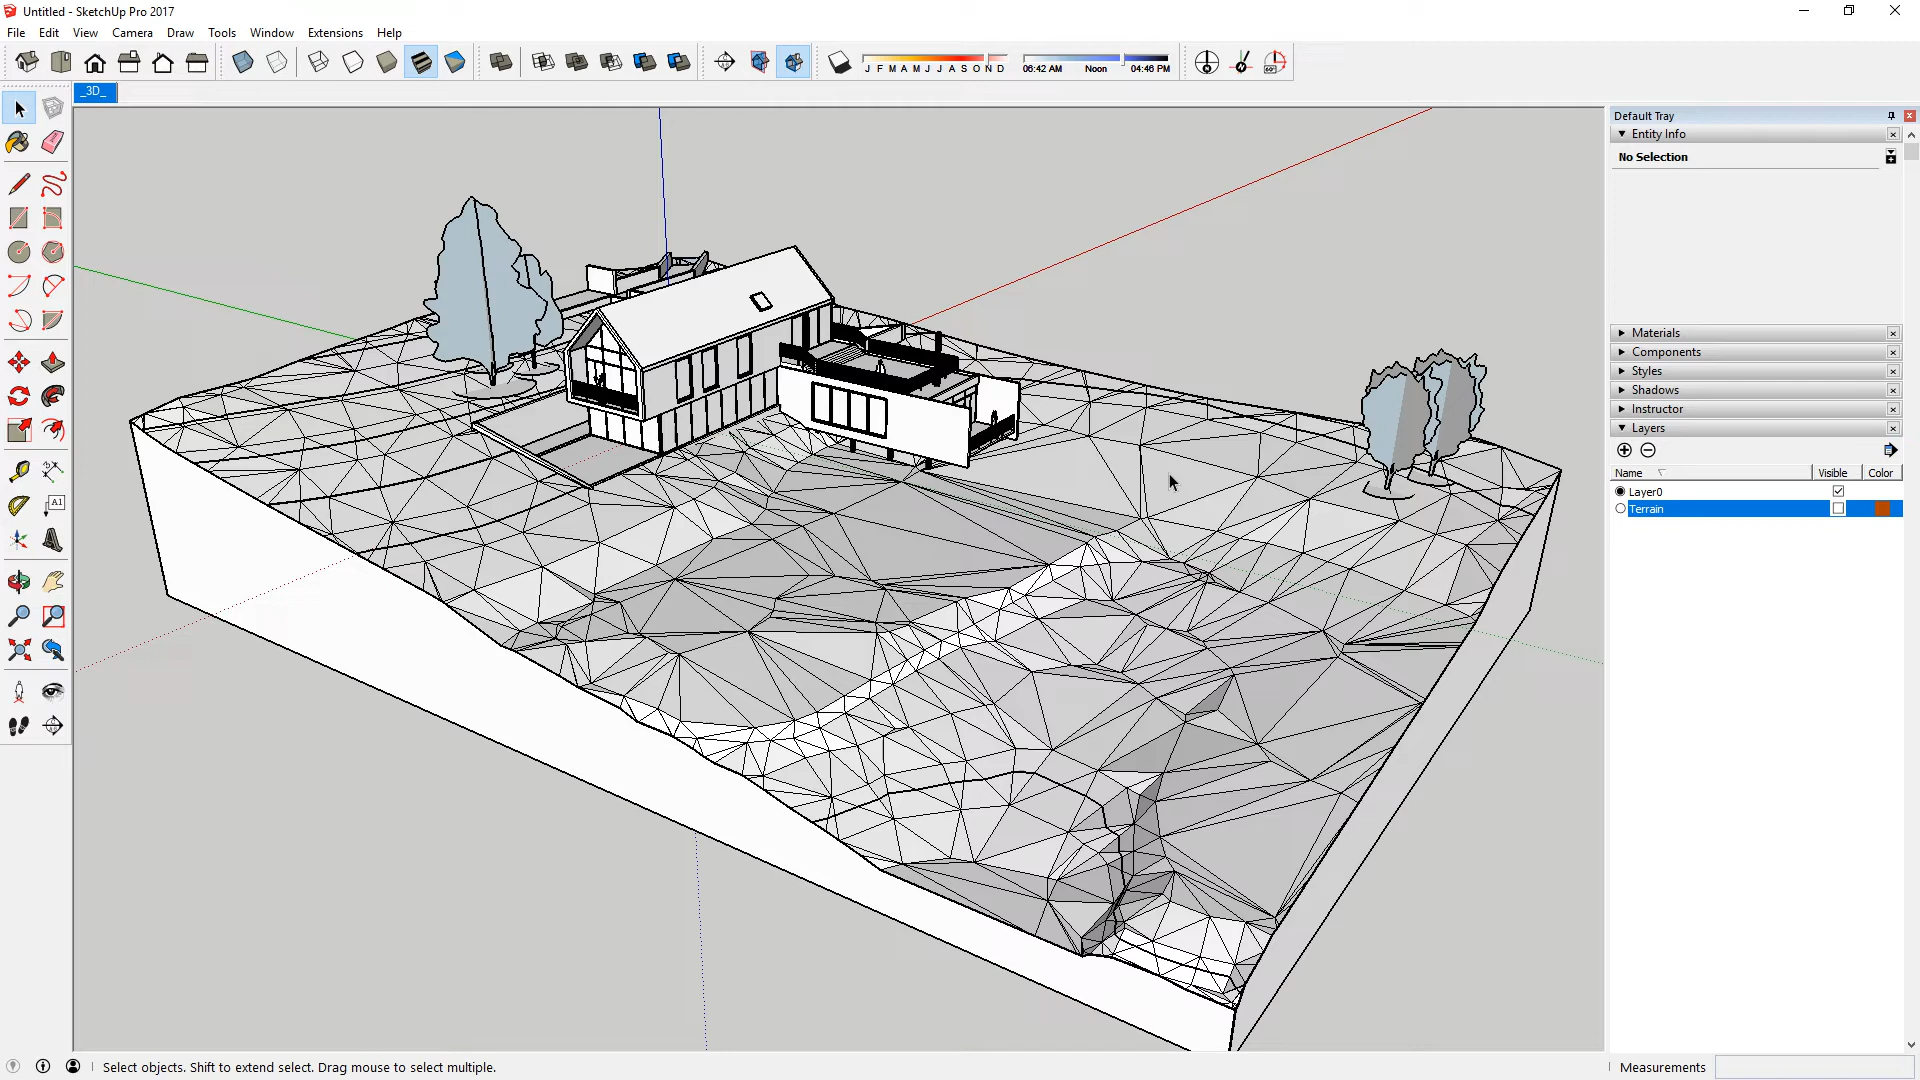 Untitled - SketchUp Pro 2017
File Edit View Camera Draw Tools Window Extensions Help
J F M A M J J A S O N D
06:42 AM Noon 04:46 PM
_3D_
Default Tray
Entity Info
No Selection
A1
Materials
Components
Styles
Shadows
Instructor
Layers
Name Visible Color
Layer0
Terrain
Select objects. Shift to extend select. Drag mouse to select multiple.
Measurements